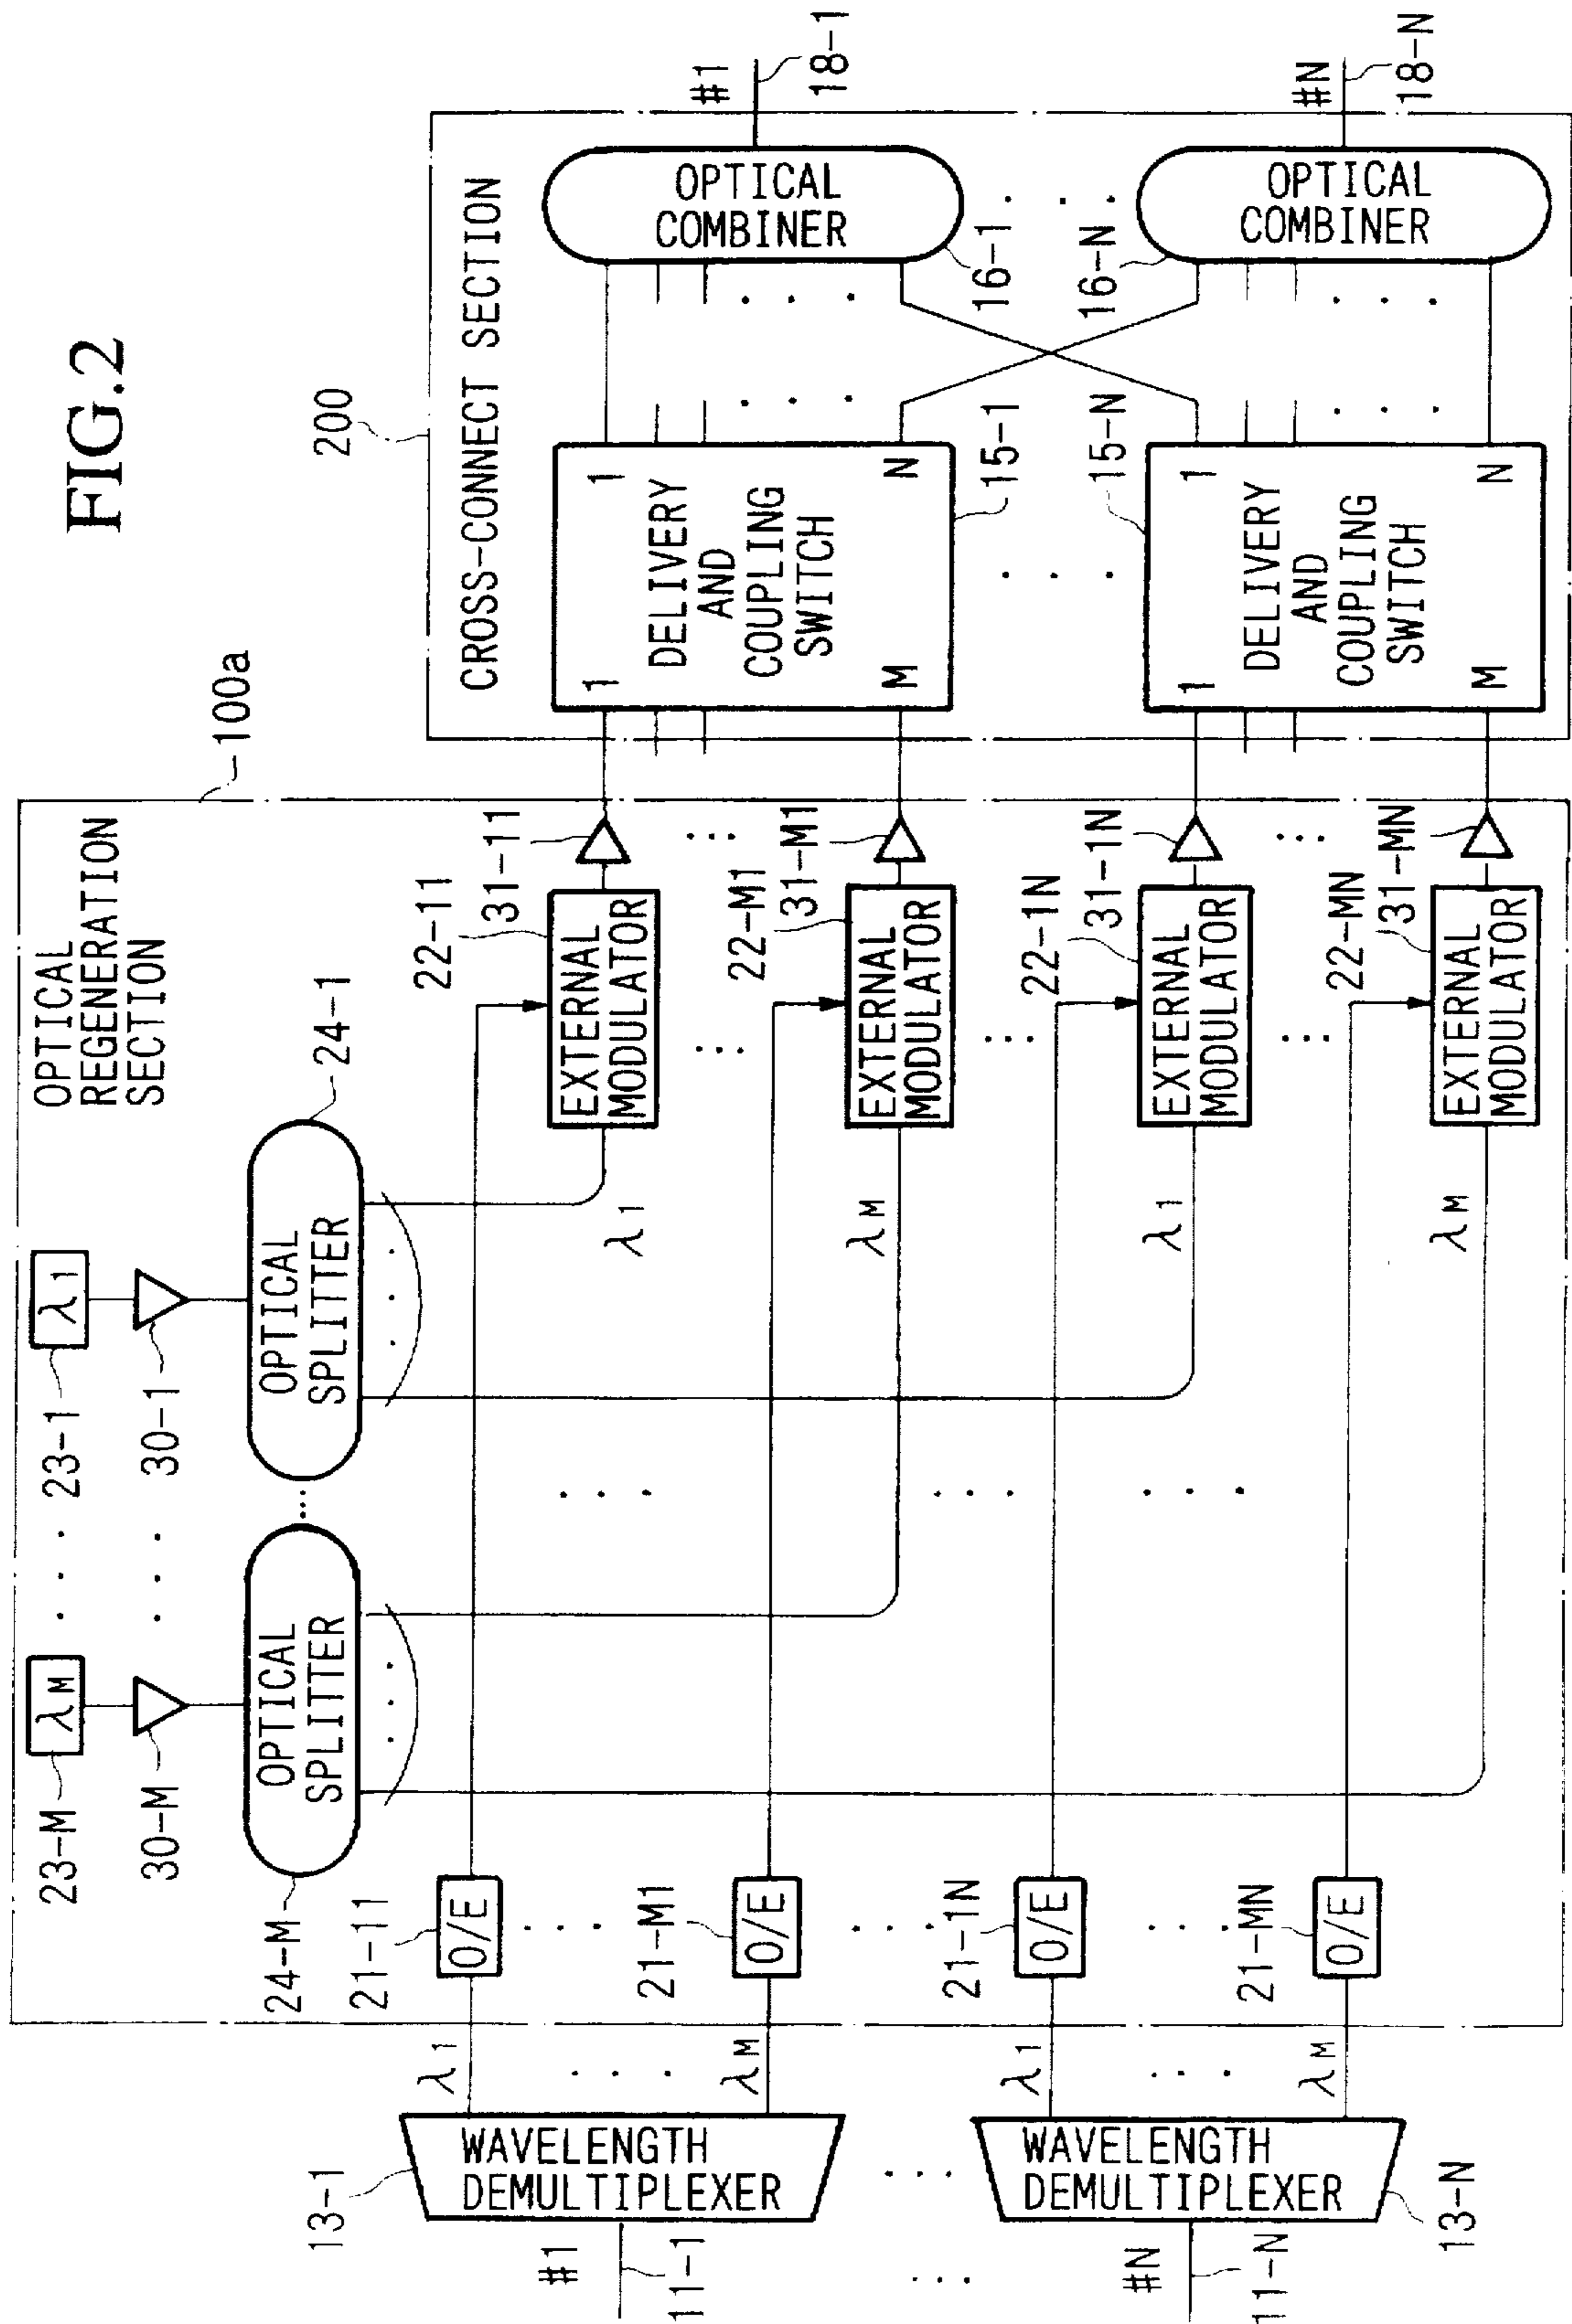 FIG.2
OPTICAL
REGENERATION
SECTION
100a
200
CROSS-CONNECT SECTION
23-M
λM
. . .
23-1
λ1
30-M
. . .
30-1
24-M
OPTICAL
SPLITTER
...
OPTICAL
SPLITTER
24-1
#1
11-1
13-1
WAVELENGTH
DEMULTIPLEXER
λ1
λM
21-11
O/E
21-M1
O/E
λ1
λM
22-11
EXTERNAL
MODULATOR
31-11
22-M1
EXTERNAL
MODULATOR
31-M1
1
M
DELIVERY
AND
COUPLING
SWITCH
1
N
15-1
OPTICAL
COMBINER
16-1
#1
18-1
#N
11-N
13-N
WAVELENGTH
DEMULTIPLEXER
λ1
λM
21-1N
O/E
21-MN
O/E
λ1
λM
22-1N
EXTERNAL
MODULATOR
31-1N
22-MN
EXTERNAL
MODULATOR
31-MN
1
M
DELIVERY
AND
COUPLING
SWITCH
1
N
15-N
OPTICAL
COMBINER
16-N
#N
18-N